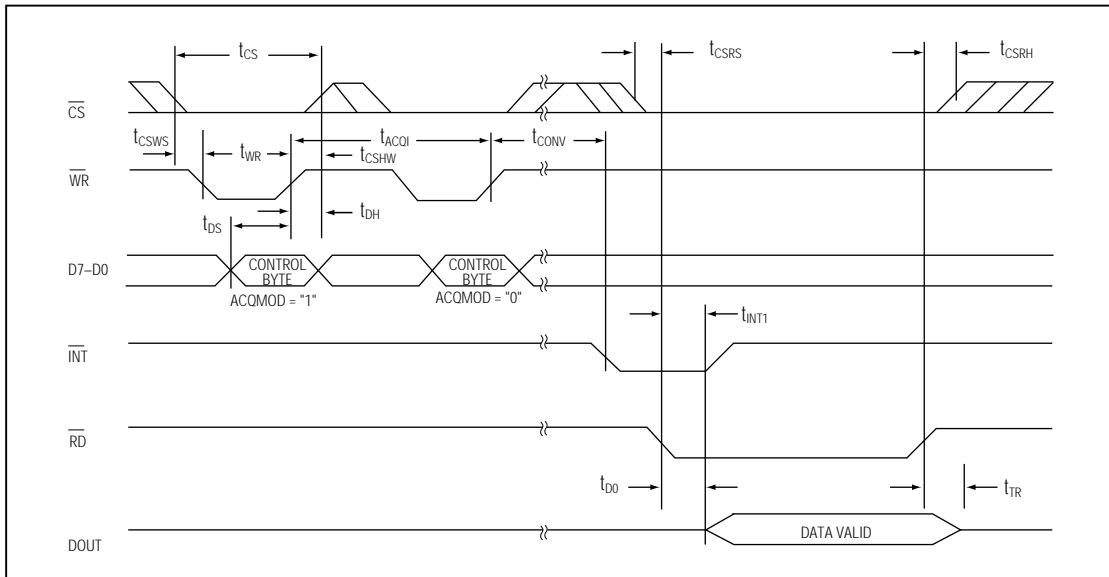 tCS
tCSRS
tCSRH
CS
tCSWS
tWR
tACQI
tCSHW
tCONV
WR
tDS
tDH
D7–D0
CONTROL
BYTE
ACQMOD = "1"
CONTROL
BYTE
ACQMOD = "0"
tINT1
INT
RD
tD0
tTR
DOUT
DATA VALID